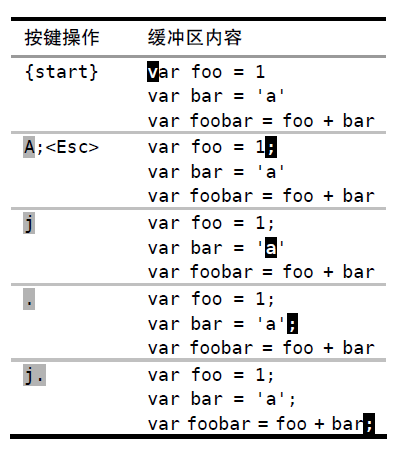 按键操作 缓冲区内容
{start} var foo = 1
var bar = 'a'
var foobar = foo + bar
A;<Esc> var foo = 1;
var bar = 'a'
var foobar = foo + bar
j var foo = 1;
var bar = 'a'
var foobar = foo + bar
. var foo = 1;
var bar = 'a';
var foobar = foo + bar
j. var foo = 1;
var bar = 'a';
var foobar = foo + bar;